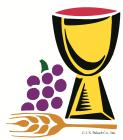 © J. S. Paluch Co., Inc.